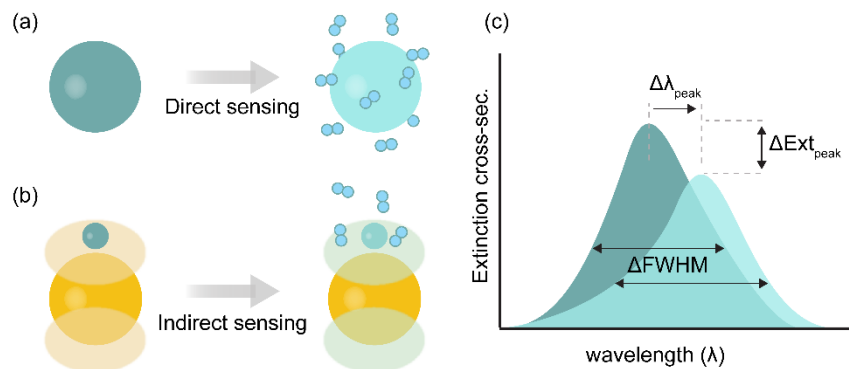 (a)
Direct sensing
(b)
Indirect sensing
(c)
Extinction cross-sec.
Δλpeak
ΔExtpeak
ΔFWHM
wavelength (λ)